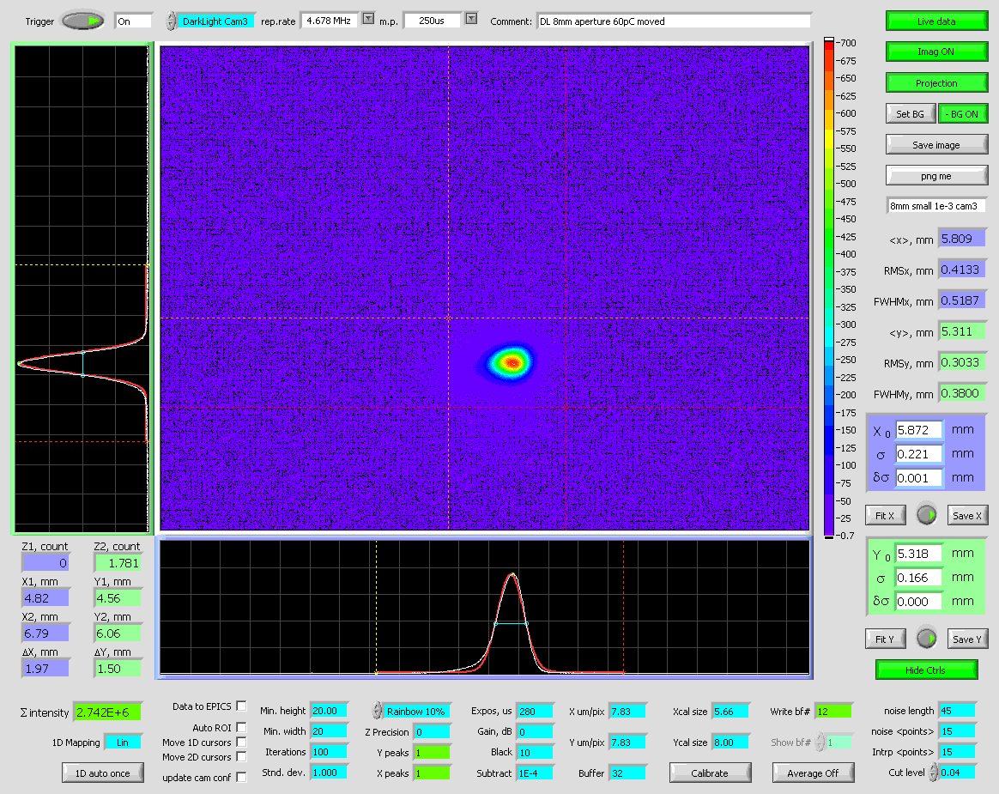 Trigger On DarkLight Cam3 rep.rate 4.678 MHz m.p. 250us Comment: DL 8mm aperture 60pC moved
Live data
Imag ON
Projection
Set BG - BG ON
Save image
png me
8mm small 1e-3 cam3
<x>, mm 5.809
RMSx, mm 0.4133
FWHMx, mm 0.5187
<y>, mm 5.311
RMSy, mm 0.3033
FWHMy, mm 0.3800
X 0 5.872 mm
σ 0.221 mm
δσ 0.001 mm
Fit X Save X
Y 0 5.318 mm
σ 0.166 mm
δσ 0.000 mm
Fit Y Save Y
Hide Ctrls
-700
-675
-650
-625
-600
-575
-550
-525
-500
-475
-450
-425
-400
-375
-350
-325
-300
-275
-250
-225
-200
-175
-150
-125
-100
-75
-50
-25
-0.7
Z1, count Z2, count
0 1.781
X1, mm Y1, mm
4.82 4.56
X2, mm Y2, mm
6.79 6.06
ΔX, mm ΔY, mm
1.97 1.50
Σ intensity 2.742E+6
1D Mapping Lin
1D auto once
Data to EPICS
Auto ROI
Move 1D cursors
Move 2D cursors
update cam conf
Min. height 20.00
Min. width 20
Iterations 100
Stnd. dev. 1.000
Rainbow 10%
Z Precision 0
Y peaks 1
X peaks 1
Expos, us 280
Gain, dB 0
Black 10
Subtract 1E-4
X um/pix 7.83
Y um/pix 7.83
Buffer 32
Xcal size 5.66
Ycal size 8.00
Calibrate
Write bf# 12
Show bf# 1
Average Off
noise length 45
noise <points> 15
Intrp <points> 15
Cut level 0.04